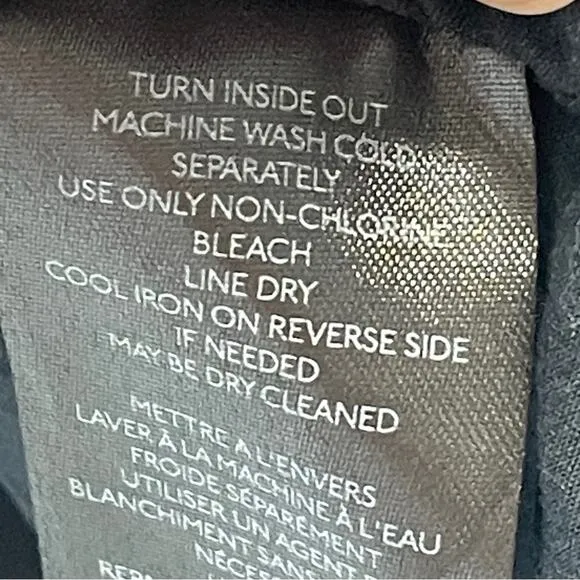 TURN INSIDE OUT
MACHINE WASH COLD
SEPARATELY
USE ONLY NON-CHLORINE
BLEACH
LINE DRY
COOL IRON ON REVERSE SIDE
IF NEEDED
MAY BE DRY CLEANED
METTRE A L'ENVERS
LAVER À LA MACHINE À L'EAU
FROIDE SÉPARÉMENT
UTILISER UN AGENT
BLANCHIMENT SANS